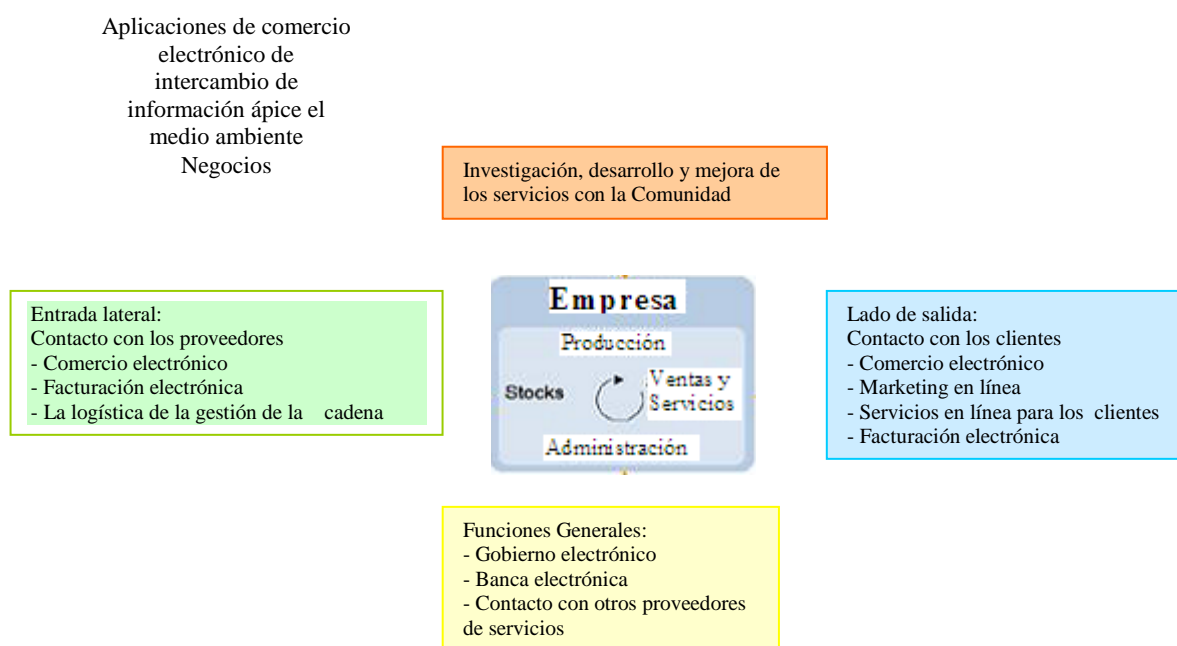 Aplicaciones de comercio
electrónico de
intercambio de
información ápice el
medio ambiente
Negocios
Investigación, desarrollo y mejora de
los servicios con la Comunidad
Entrada lateral:
Contacto con los proveedores
- Comercio electrónico
- Facturación electrónica
- La logística de la gestión de la cadena
Empresa
Producción
Stocks
Ventas y
Servicios
Administración
Lado de salida:
Contacto con los clientes
- Comercio electrónico
- Marketing en línea
- Servicios en línea para los clientes
- Facturación electrónica
Funciones Generales:
- Gobierno electrónico
- Banca electrónica
- Contacto con otros proveedores
de servicios